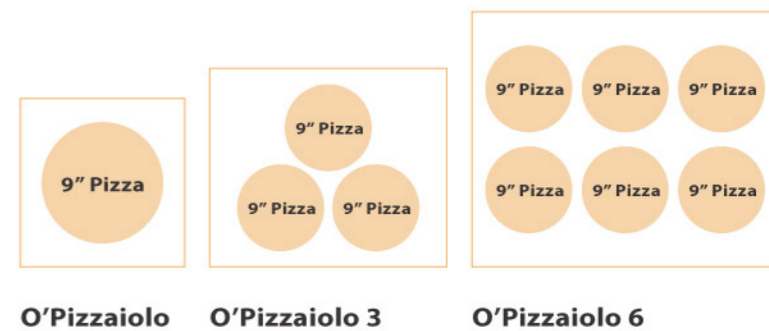 9” Pizza
9” Pizza
9” Pizza 9” Pizza
9” Pizza 9” Pizza 9” Pizza
9” Pizza 9” Pizza 9” Pizza
O’Pizzaiolo
O’Pizzaiolo 3
O’Pizzaiolo 6